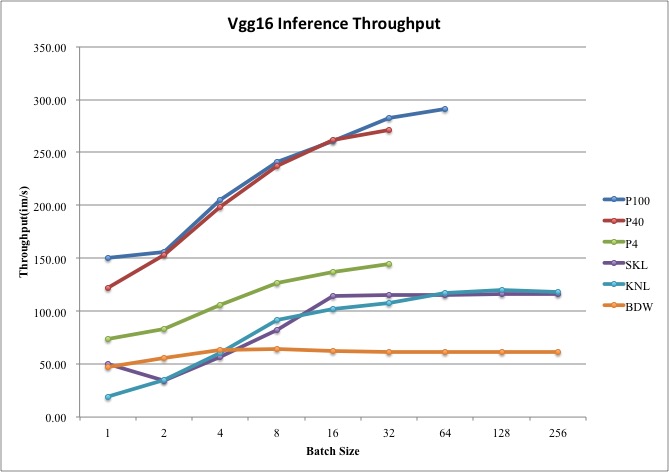 Vgg16 Inference Throughput
350.00
300.00
250.00
200.00
150.00
100.00
50.00
0.00
Throughput(im/s)
1 2 4 8 16 32 64 128 256
Batch Size
P100
P40
P4
SKL
KNL
BDW